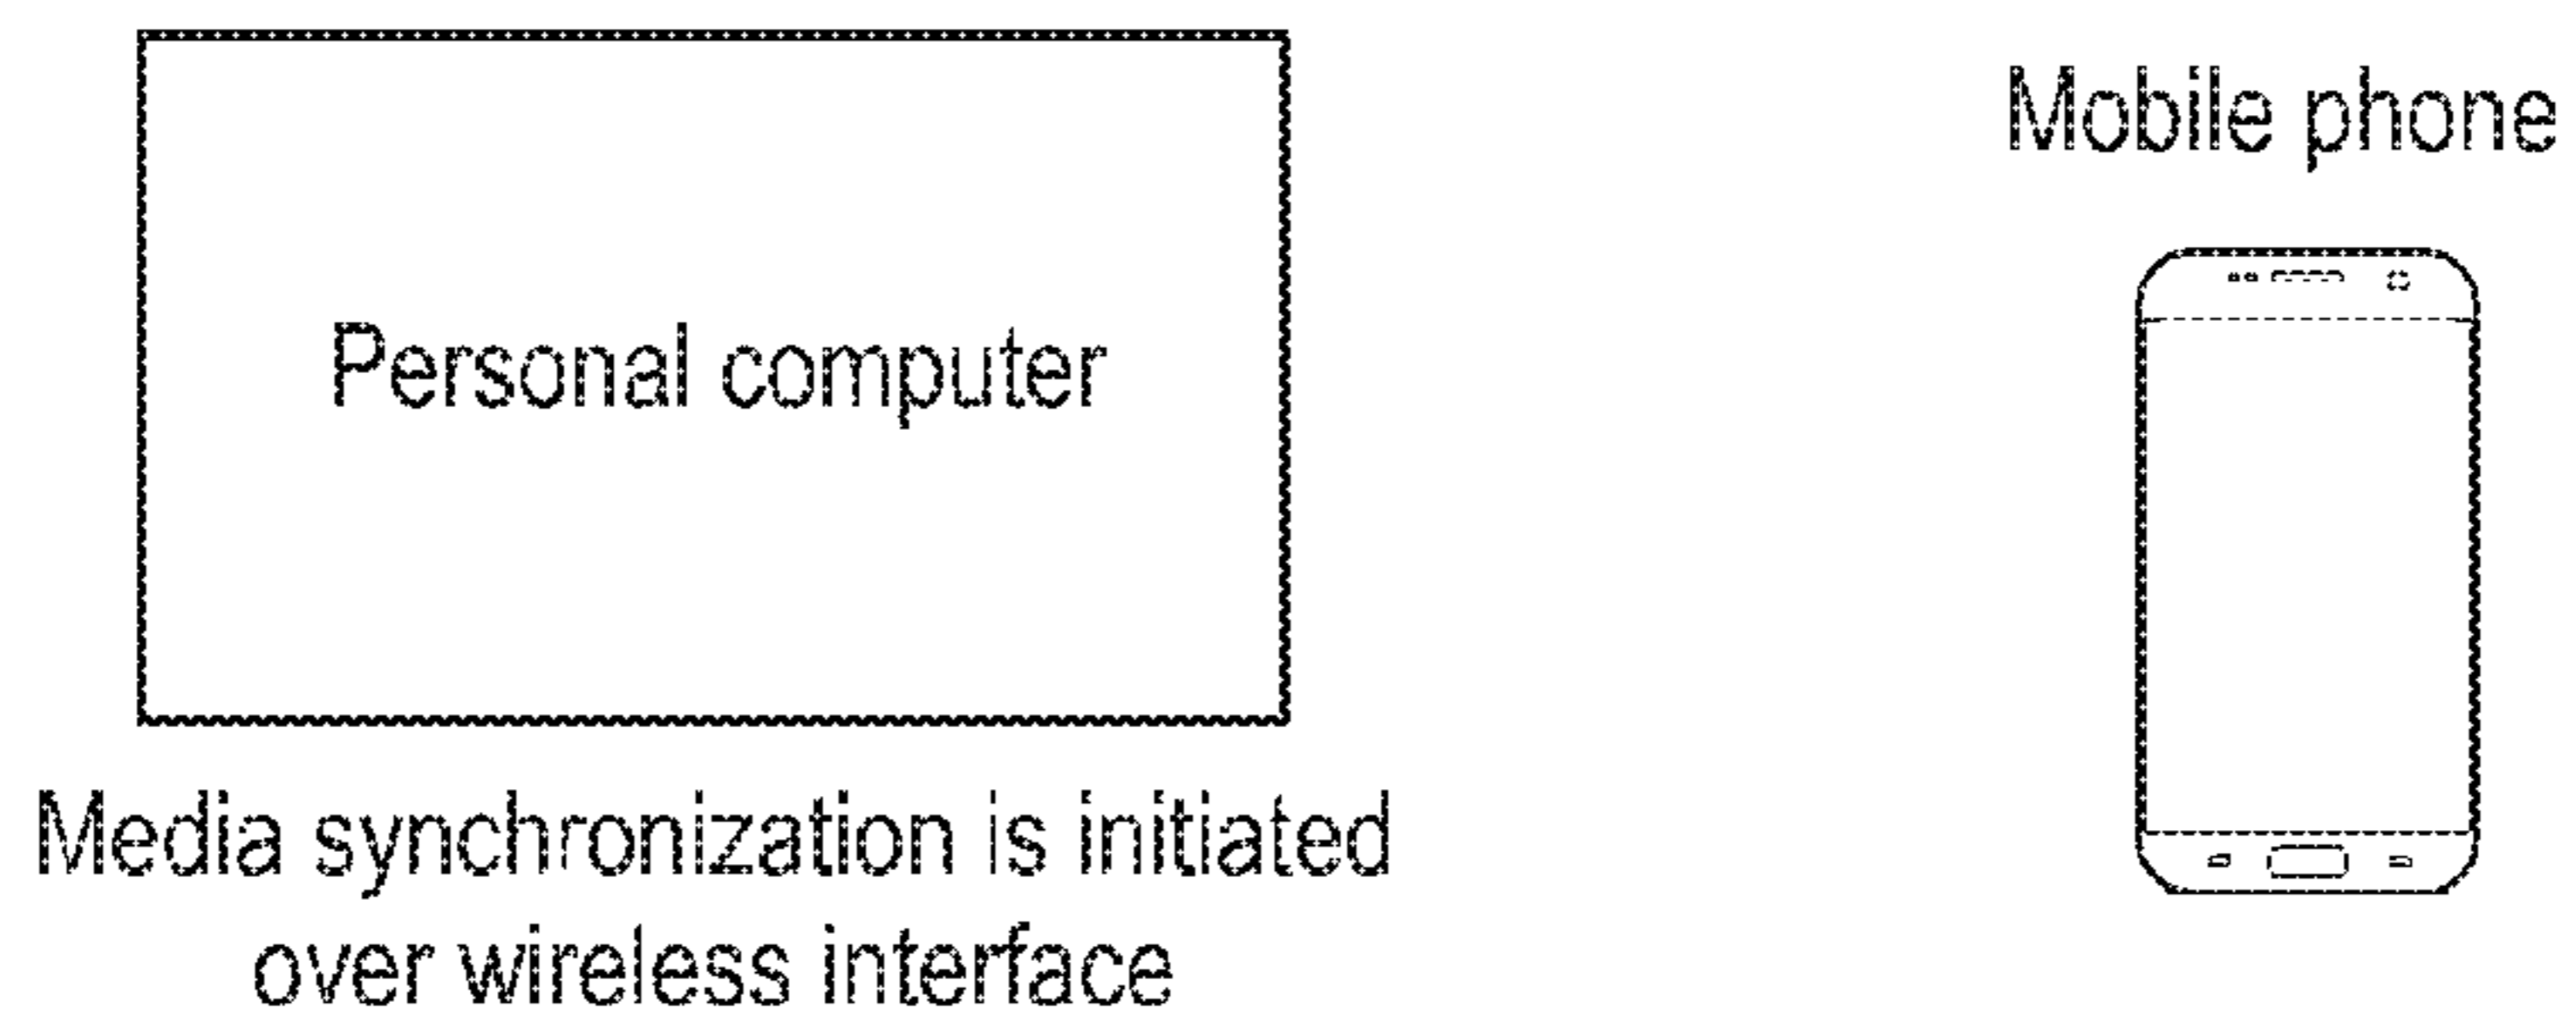 Mobile phone
Personal computer
Media synchronization is initiated
over wireless interface